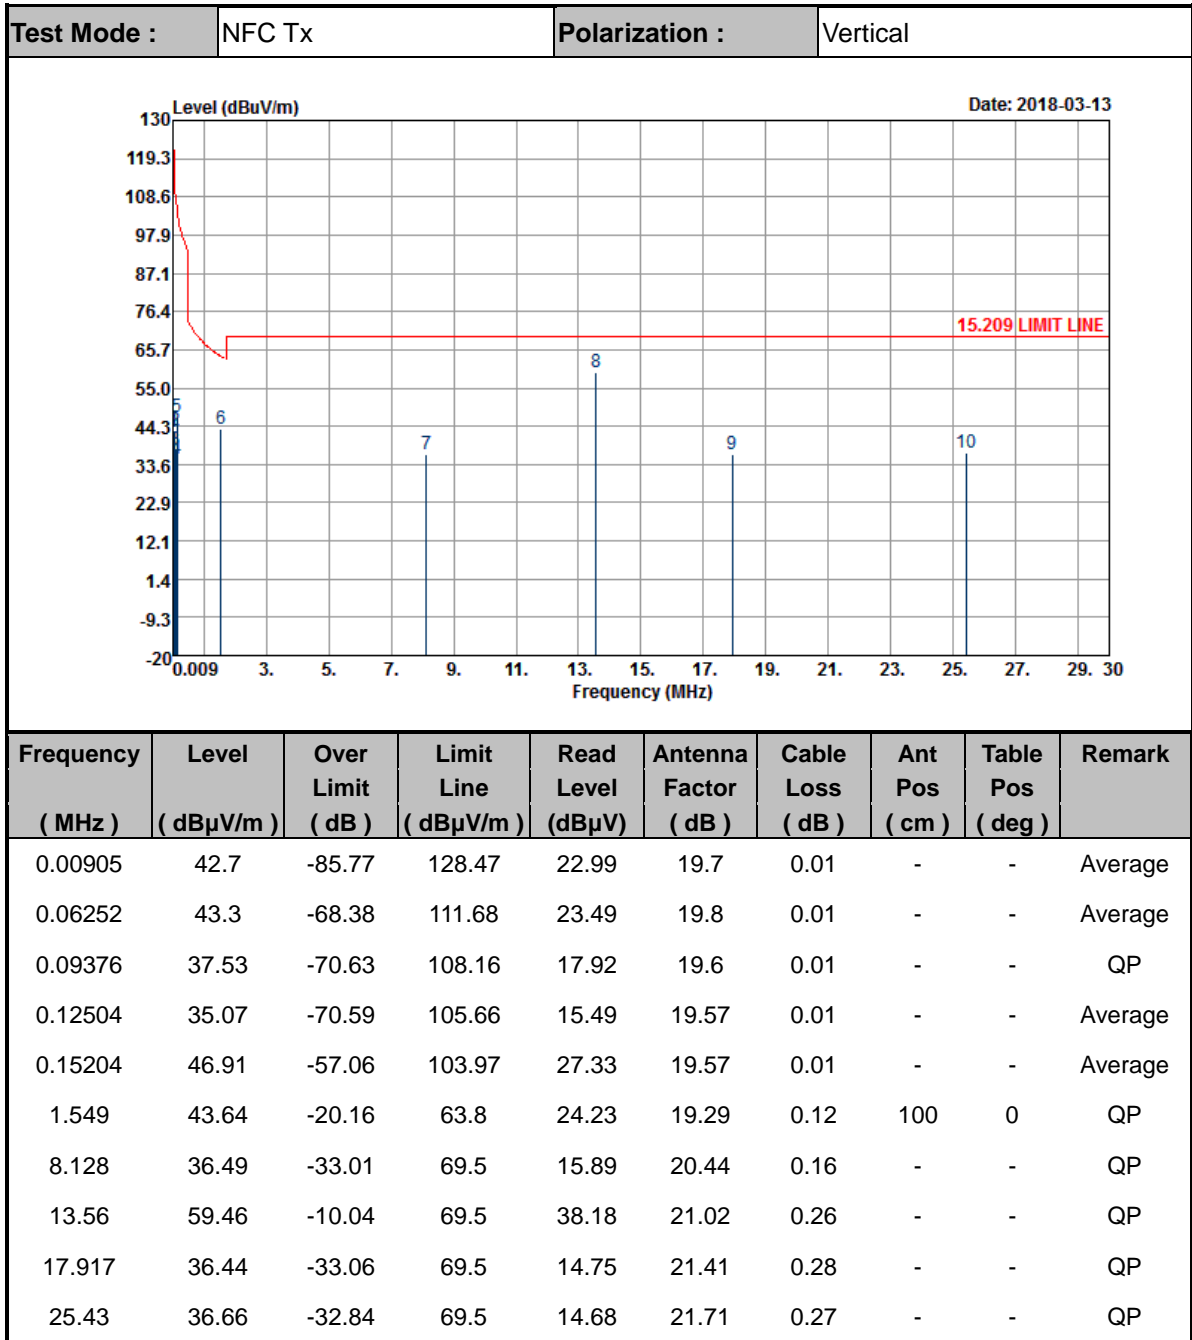 Test Mode : NFC Tx Polarization : Vertical
Level (dBuV/m) Date: 2018-03-13
130
119.3
108.6
97.9
87.1
76.4
15.209 LIMIT LINE
65.7
8
55.0
5
44.3 6
7 9 10
33.6
22.9
12.1
1.4
-9.3
-20
0.009 3. 5. 7. 9. 11. 13. 15. 17. 19. 21. 23. 25. 27. 29. 30
Frequency (MHz)
Frequency Level Over Limit Read Antenna Cable Ant Table Remark
Limit Line Level Factor Loss Pos Pos
( MHz ) ( dBµV/m ) ( dB ) ( dBµV/m ) (dBµV) ( dB ) ( dB ) ( cm ) ( deg )
0.00905 42.7 -85.77 128.47 22.99 19.7 0.01 - - Average
0.06252 43.3 -68.38 111.68 23.49 19.8 0.01 - - Average
0.09376 37.53 -70.63 108.16 17.92 19.6 0.01 - - QP
0.12504 35.07 -70.59 105.66 15.49 19.57 0.01 - - Average
0.15204 46.91 -57.06 103.97 27.33 19.57 0.01 - - Average
1.549 43.64 -20.16 63.8 24.23 19.29 0.12 100 0 QP
8.128 36.49 -33.01 69.5 15.89 20.44 0.16 - - QP
13.56 59.46 -10.04 69.5 38.18 21.02 0.26 - - QP
17.917 36.44 -33.06 69.5 14.75 21.41 0.28 - - QP
25.43 36.66 -32.84 69.5 14.68 21.71 0.27 - - QP